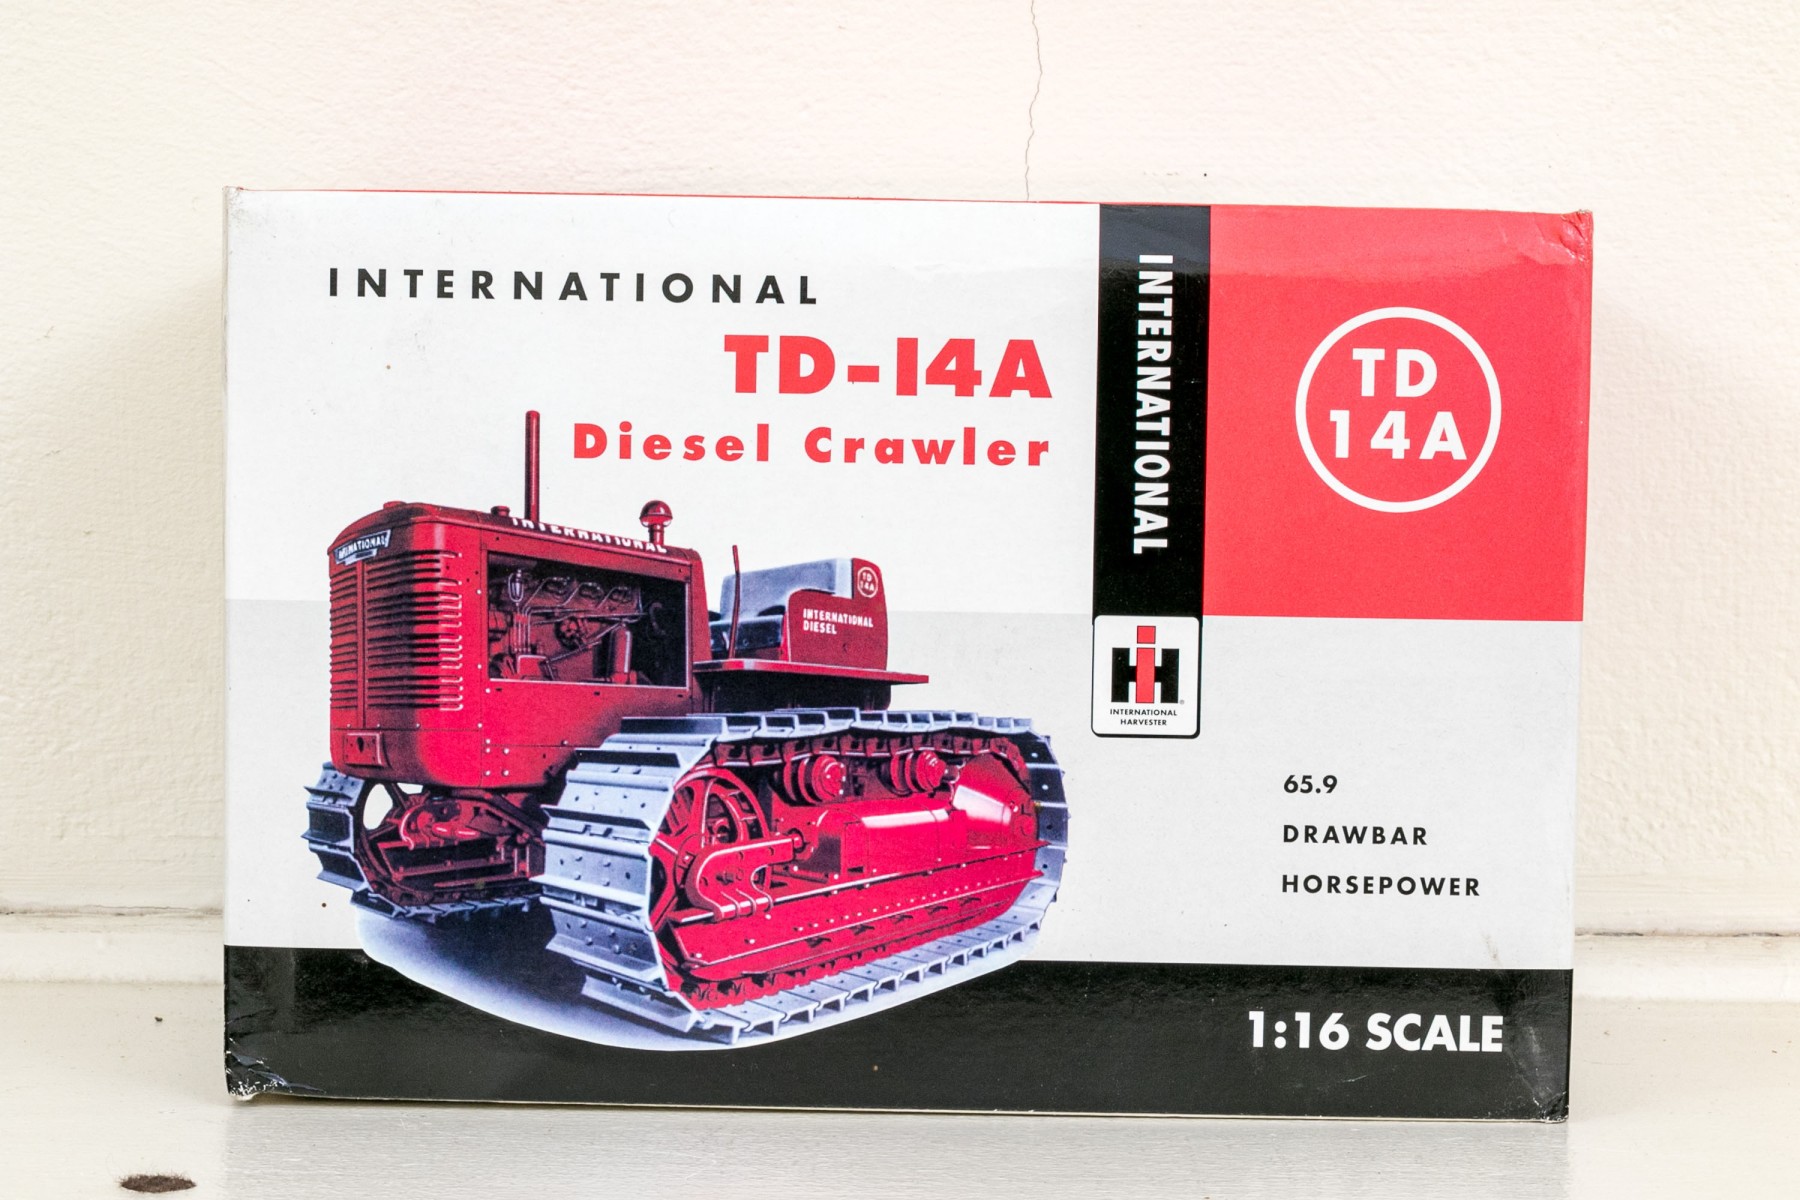 INTERNATIONAL
TD-14A
Diesel Crawler
INTERNATIONAL
TD
14A
INTERNATIONAL
INTERNATIONAL
TD
14A
INTERNATIONAL
DIESEL
IH
®
INTERNATIONAL
HARVESTER
65.9
DRAWBAR
HORSEPOWER
1:16 SCALE